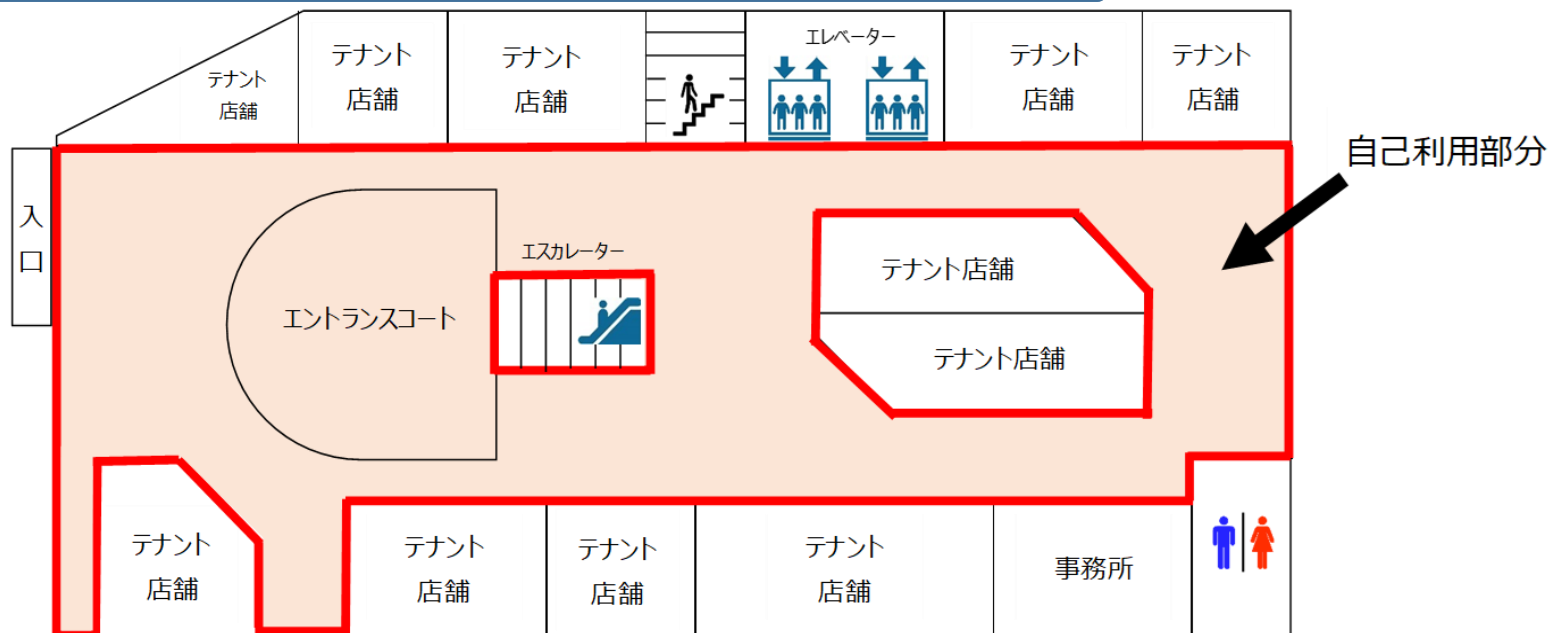 テナント
店舗
テナント
店舗
テナント
店舗
エレベーター
テナント
店舗
テナント
店舗
自己利用部分
入
口
エスカレーター
エントランスコート
テナント店舗
テナント店舗
テナント
店舗
テナント
店舗
テナント
店舗
テナント
店舗
事務所